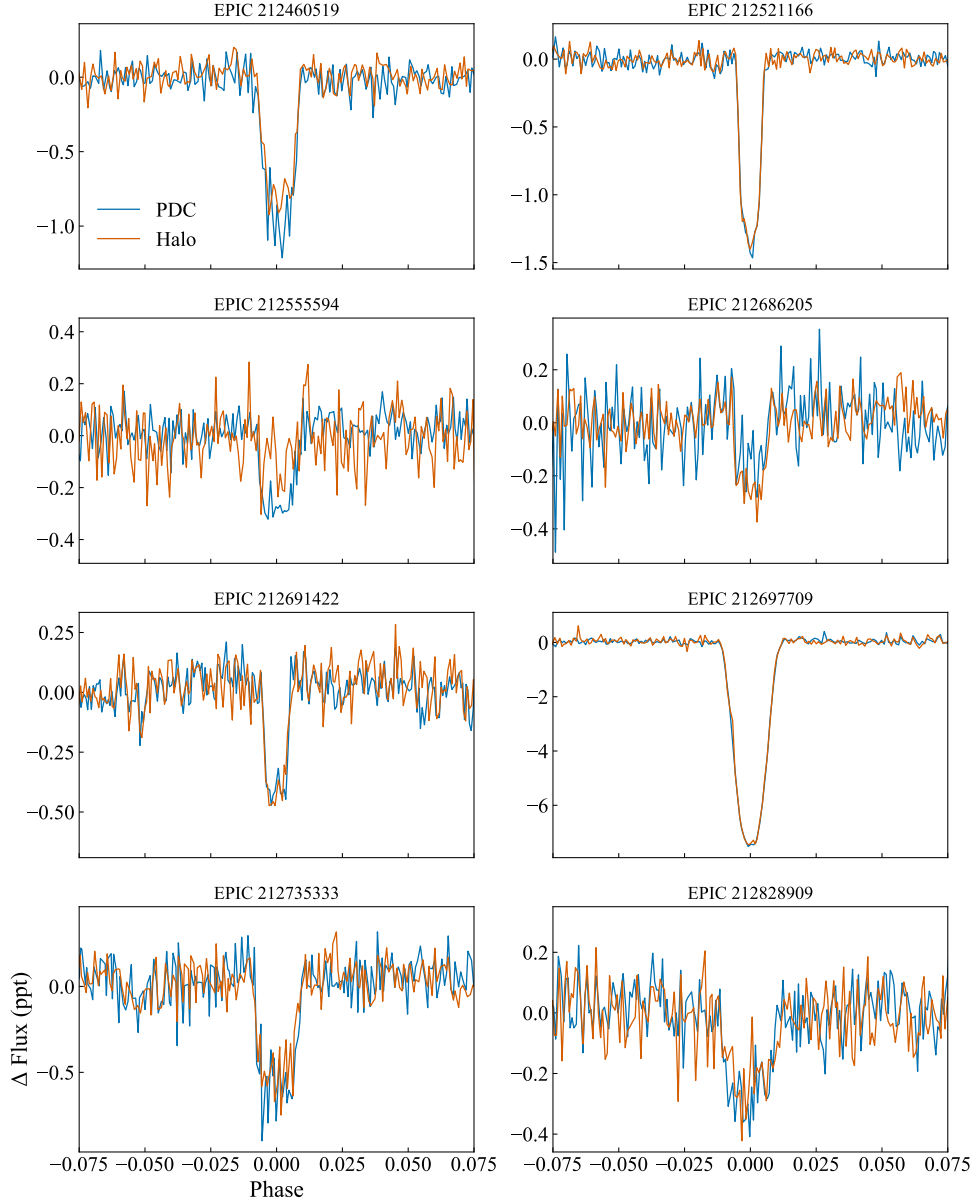 EPIC 212460519
EPIC 212521166
0.0
−0.5
−1.0
PDC
Halo
0.0
−0.5
−1.0
−1.5
EPIC 212555594
EPIC 212686205
0.4
0.2
0.0
−0.2
−0.4
0.2
0.0
−0.2
−0.4
EPIC 212691422
EPIC 212697709
0.25
0.00
−0.25
−0.50
0
−2
−4
−6
EPIC 212735333
EPIC 212828909
0.0
−0.5
0.2
0.0
−0.2
−0.4
Δ Flux (ppt)
−0.075 −0.050 −0.025 0.000 0.025 0.050 0.075
−0.075 −0.050 −0.025 0.000 0.025 0.050 0.075
Phase